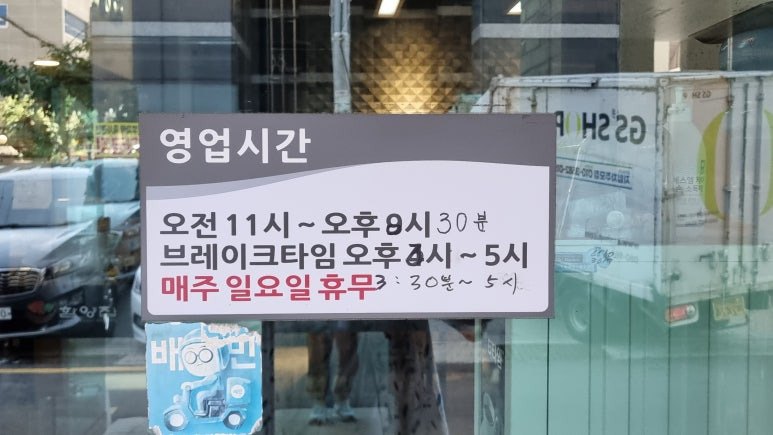 영업시간
오전 11시 ~ 오후 8시 30분
브레이크타임 오후 시 ~ 5시
매주 일요일 휴무 3:30분~ 5시
배민
GS SHOP